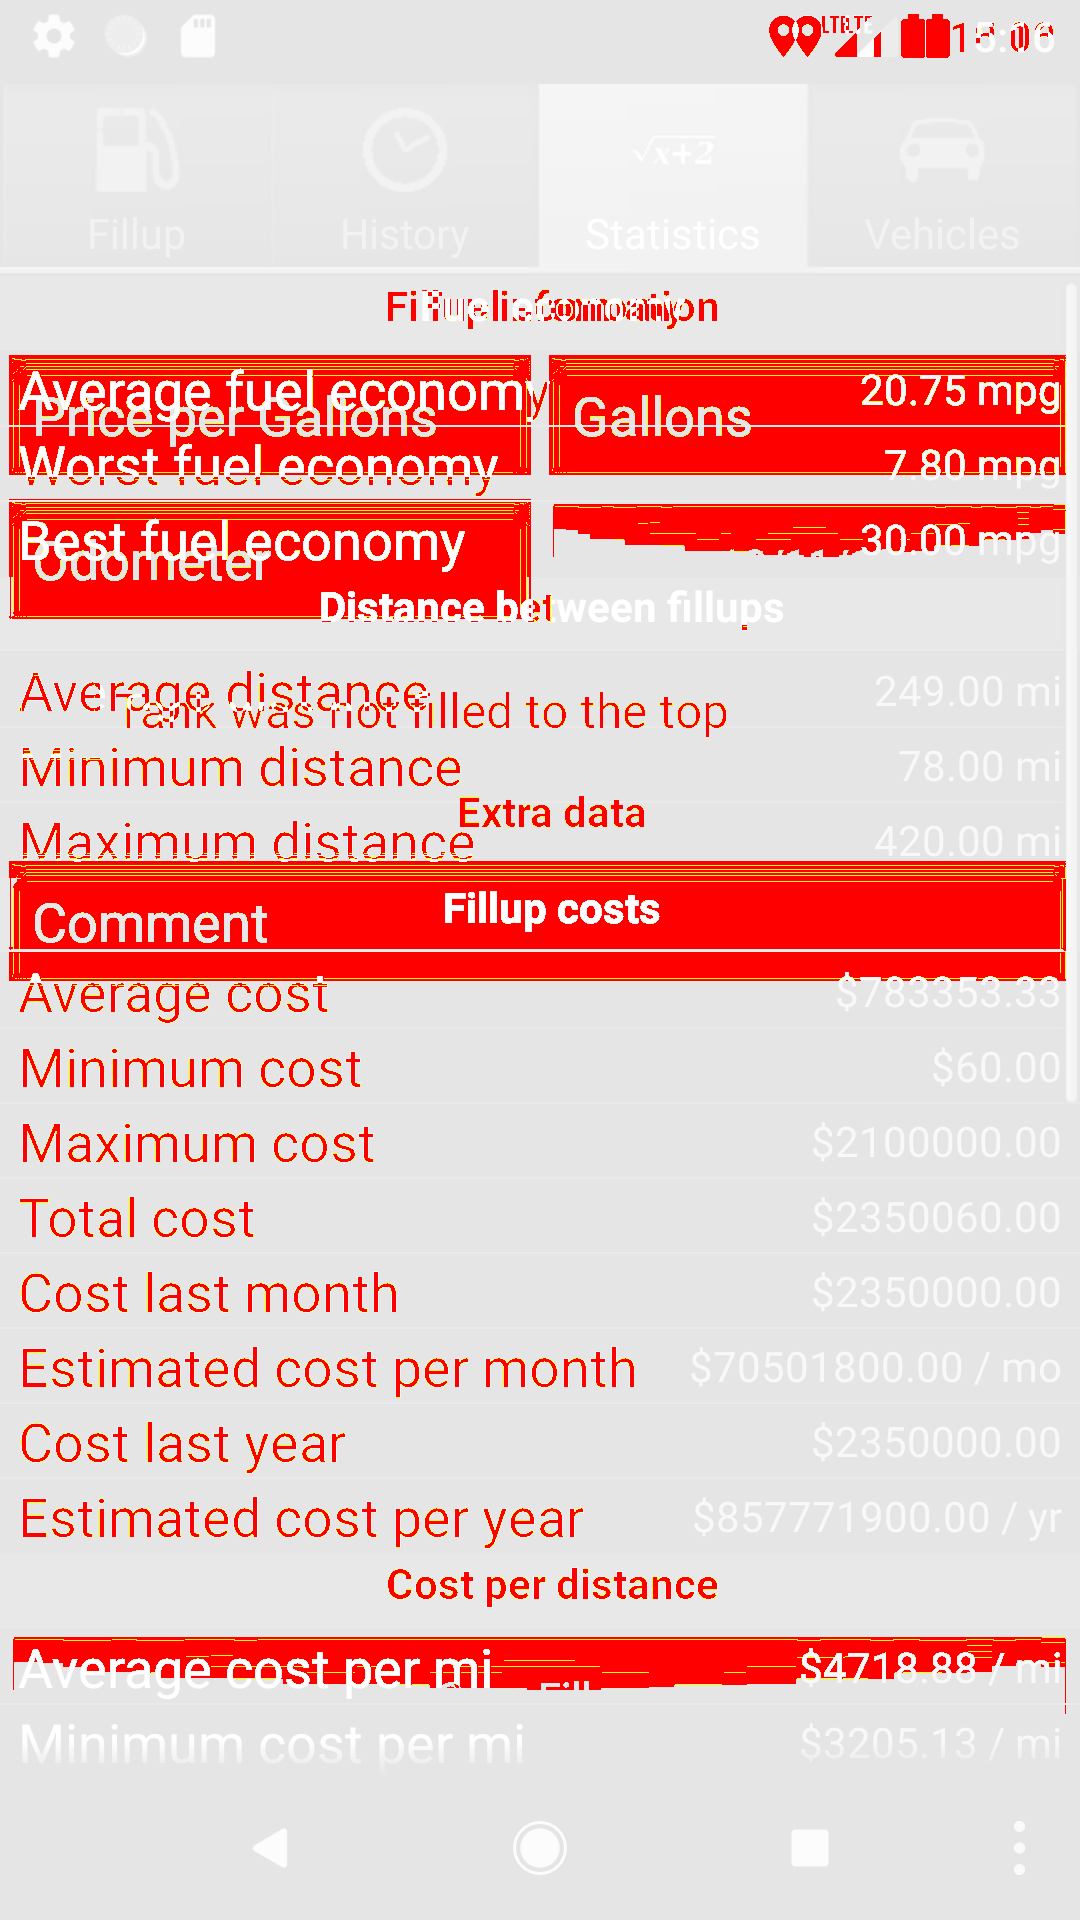 LTE LTE
√x+2
Fillup History Statistics Vehicles
Fillup information
Fuel economy
Average fuel economy 20.75 mpg
Price per Gallons Gallons
Worst fuel economy 7.80 mpg
Best fuel economy 30.00 mpg
Odometer
Distance between fillups
Average distance 249.00 mi
Tank was not filled to the top
Minimum distance 78.00 mi
Extra data
Maximum distance 420.00 mi
Fillup costs
Comment
Average cost $783353.33
Minimum cost $60.00
Maximum cost $2100000.00
Total cost $2350060.00
Cost last month $2350000.00
Estimated cost per month $70501800.00 / mo
Cost last year $2350000.00
Estimated cost per year $857771900.00 / yr
Cost per distance
Average cost per mi $4718.88 / mi
Minimum cost per mi $3205.13 / mi